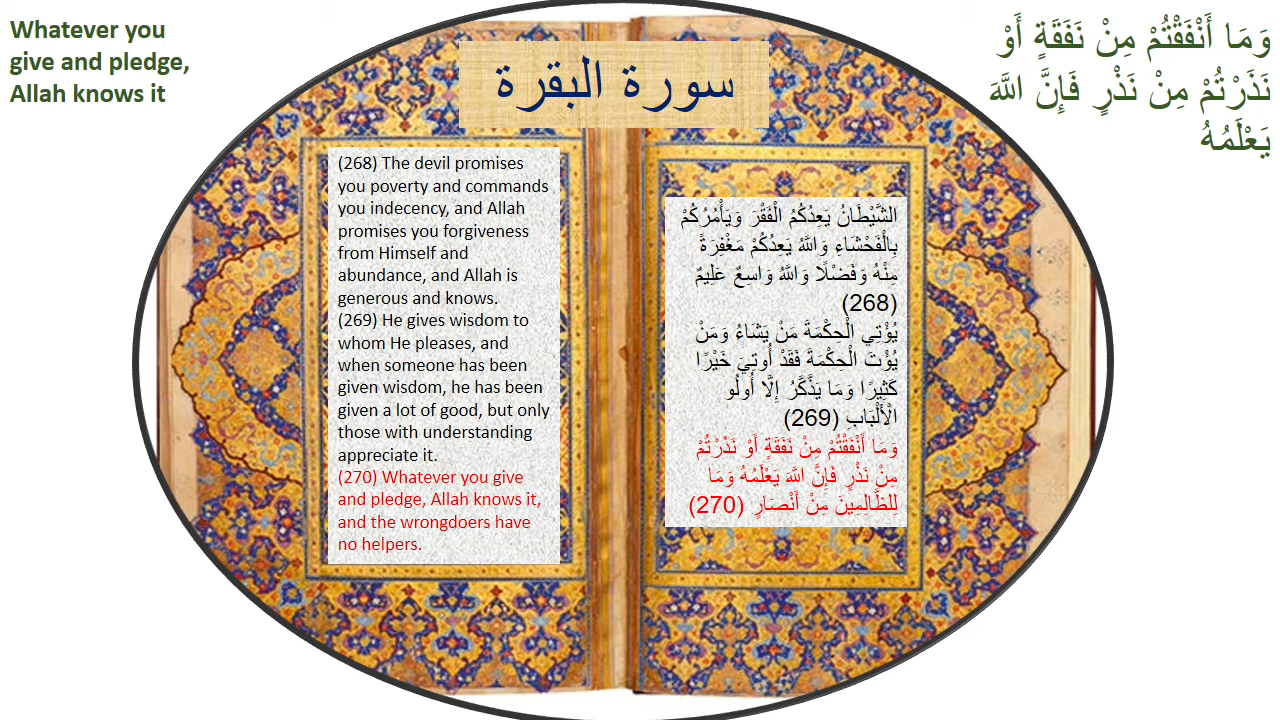 Whatever you
give and pledge,
Allah knows it
وَمَا أَنْفَقْتُمْ مِنْ نَفَقَةٍ أَوْ
نَذَرْتُمْ مِنْ نَذْرٍ فَإِنَّ اللَّهَ
يَعْلَمُهُ
سورة البقرة
(268) The devil promises
you poverty and commands
you indecency, and Allah
promises you forgiveness
from Himself and
abundance, and Allah is
generous and knows.
(269) He gives wisdom to
whom He pleases, and
when someone has been
given wisdom, he has been
given a lot of good, but only
those with understanding
appreciate it.
(270) Whatever you give
and pledge, Allah knows it,
and the wrongdoers have
no helpers.
الشَّيْطَانُ يَعِدُكُمُ الْفَقْرَ وَيَأْمُرُكُمْ
بِالْفَحْشَاءِ وَاللَّهُ يَعِدُكُمْ مَغْفِرَةً
مِنْهُ وَفَضْلًا وَاللَّهُ وَاسِعٌ عَلِيمٌ
(268)
يُؤْتِي الْحِكْمَةَ مَنْ يَشَاءُ وَمَنْ
يُؤْتَ الْحِكْمَةَ فَقَدْ أُوتِيَ خَيْرًا
كَثِيرًا وَمَا يَذَّكَّرُ إِلَّا أُولُو
الْأَلْبَابِ (269)
وَمَا أَنْفَقْتُمْ مِنْ نَفَقَةٍ أَوْ نَذَرْتُمْ
مِنْ نَذْرٍ فَإِنَّ اللَّهَ يَعْلَمُهُ وَمَا
لِلظَّالِمِينَ مِنْ أَنْصَارٍ (270)